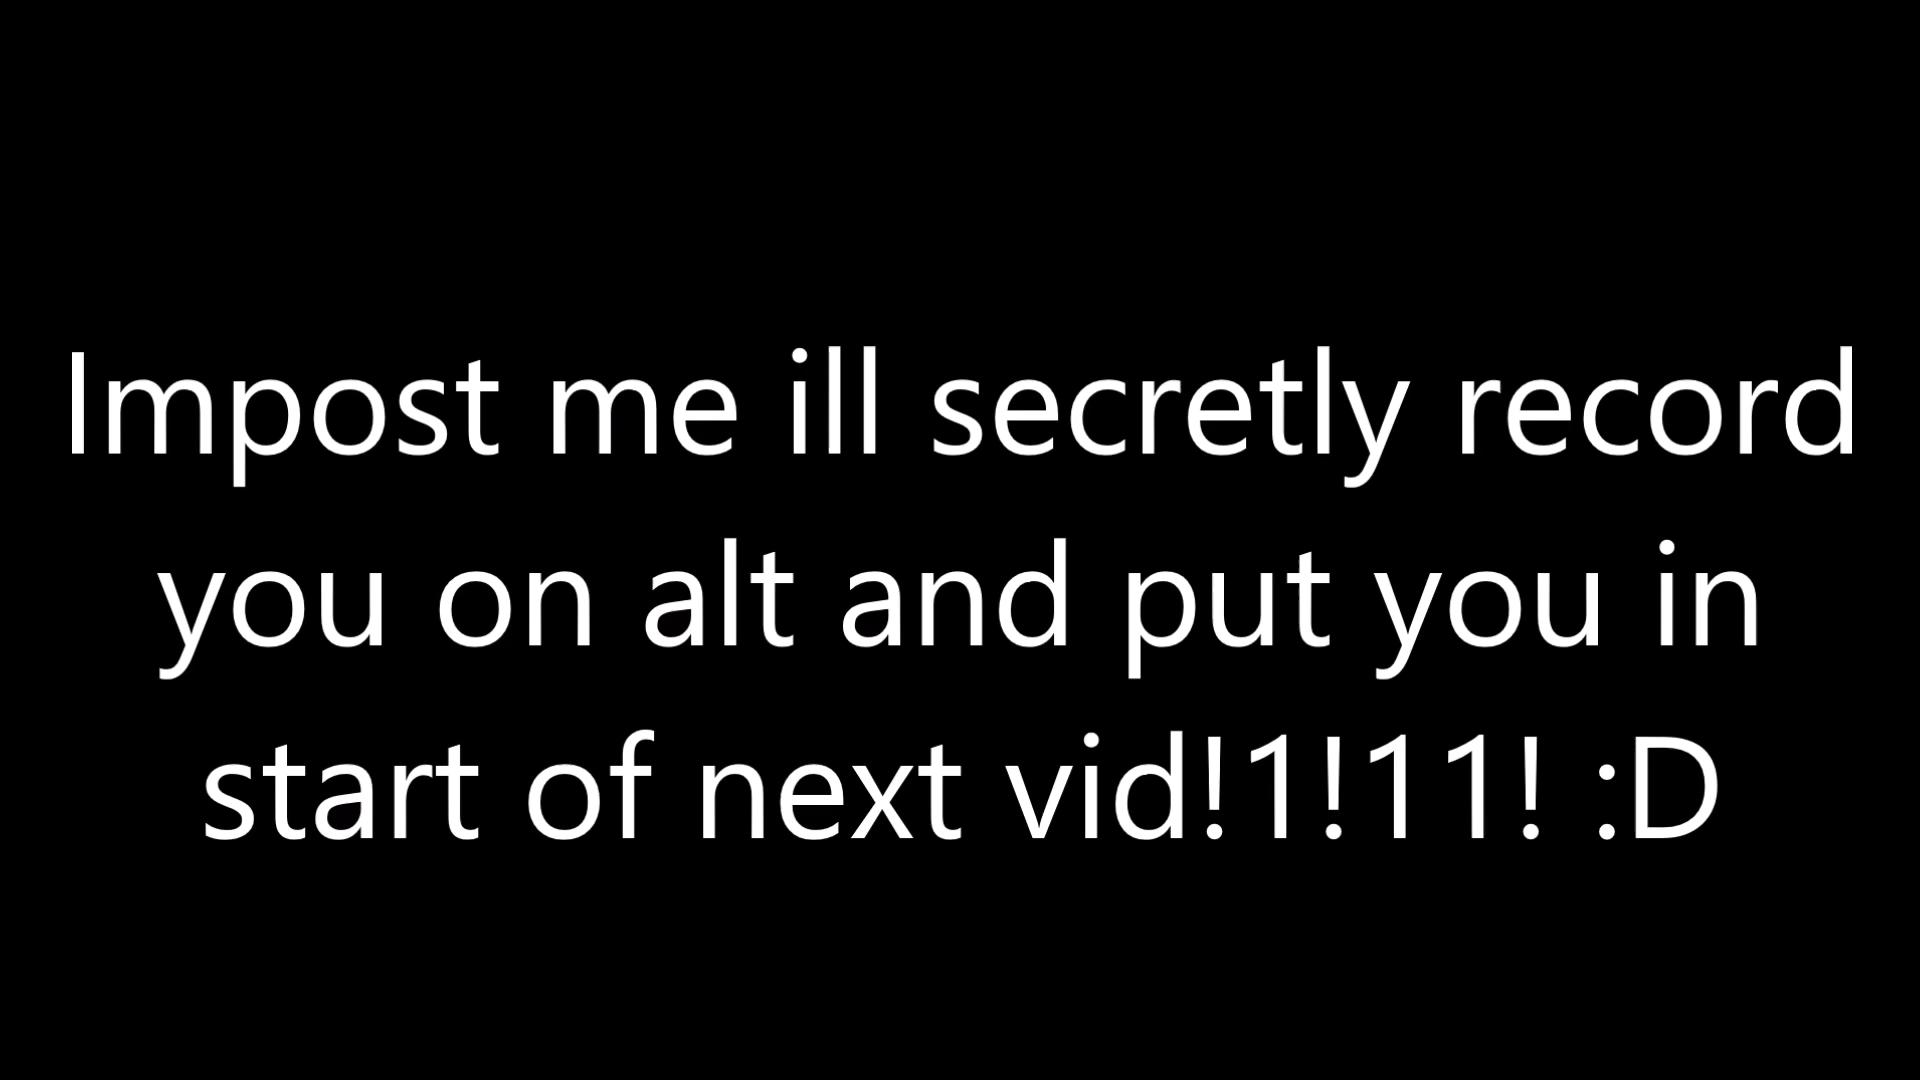 Impost me ill secretly record
you on alt and put you in
start of next vid!1!11! :D